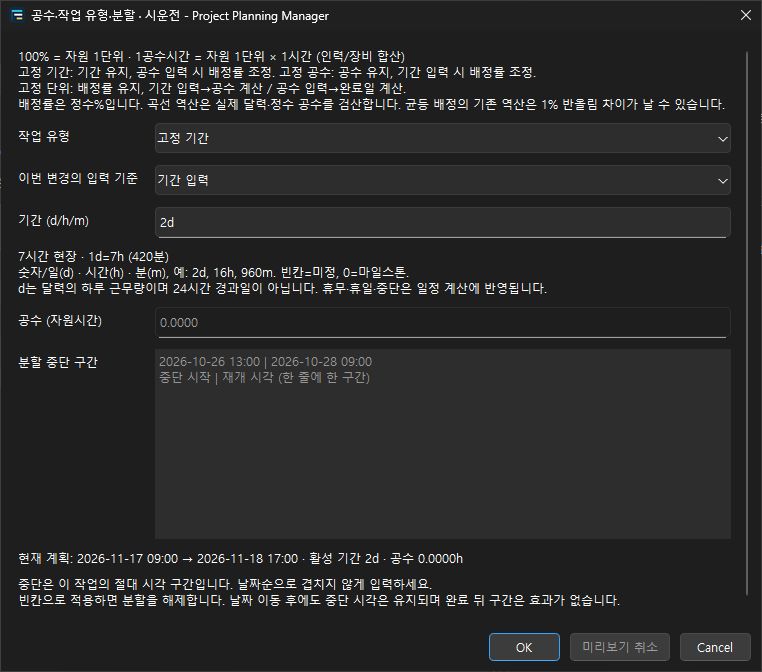 공수·작업 유형·분할 · 시운전 - Project Planning Manager
100% = 자원 1단위 · 1공수시간 = 자원 1단위 × 1시간 (인력/장비 합산)
고정 기간: 기간 유지, 공수 입력 시 배정률 조정. 고정 공수: 공수 유지, 기간 입력 시 배정률 조정.
고정 단위: 배정률 유지, 기간 입력→공수 계산 / 공수 입력→완료일 계산.
배정률은 정수%입니다. 곡선 역산은 실제 달력·정수 공수를 검산합니다. 균등 배정의 기존 역산은 1% 반올림 차이가 날 수 있습니다.
작업 유형
고정 기간
이번 변경의 입력 기준
기간 입력
기간 (d/h/m)
2d
7시간 현장 · 1d=7h (420분)
숫자/일(d) · 시간(h) · 분(m), 예: 2d, 16h, 960m. 빈칸=미정, 0=마일스톤.
d는 달력의 하루 근무량이며 24시간 경과일이 아닙니다. 휴무·휴일·중단은 일정 계산에 반영됩니다.
공수 (자원시간)
0.0000
분할 중단 구간
2026-10-26 13:00 | 2026-10-28 09:00
중단 시작 | 재개 시각 (한 줄에 한 구간)
현재 계획: 2026-11-17 09:00 → 2026-11-18 17:00 · 활성 기간 2d · 공수 0.0000h
중단은 이 작업의 절대 시각 구간입니다. 날짜순으로 겹치지 않게 입력하세요.
빈칸으로 적용하면 분할을 해제합니다. 날짜 이동 후에도 중단 시각은 유지되며 완료 뒤 구간은 효과가 없습니다.
OK
미리보기 취소
Cancel